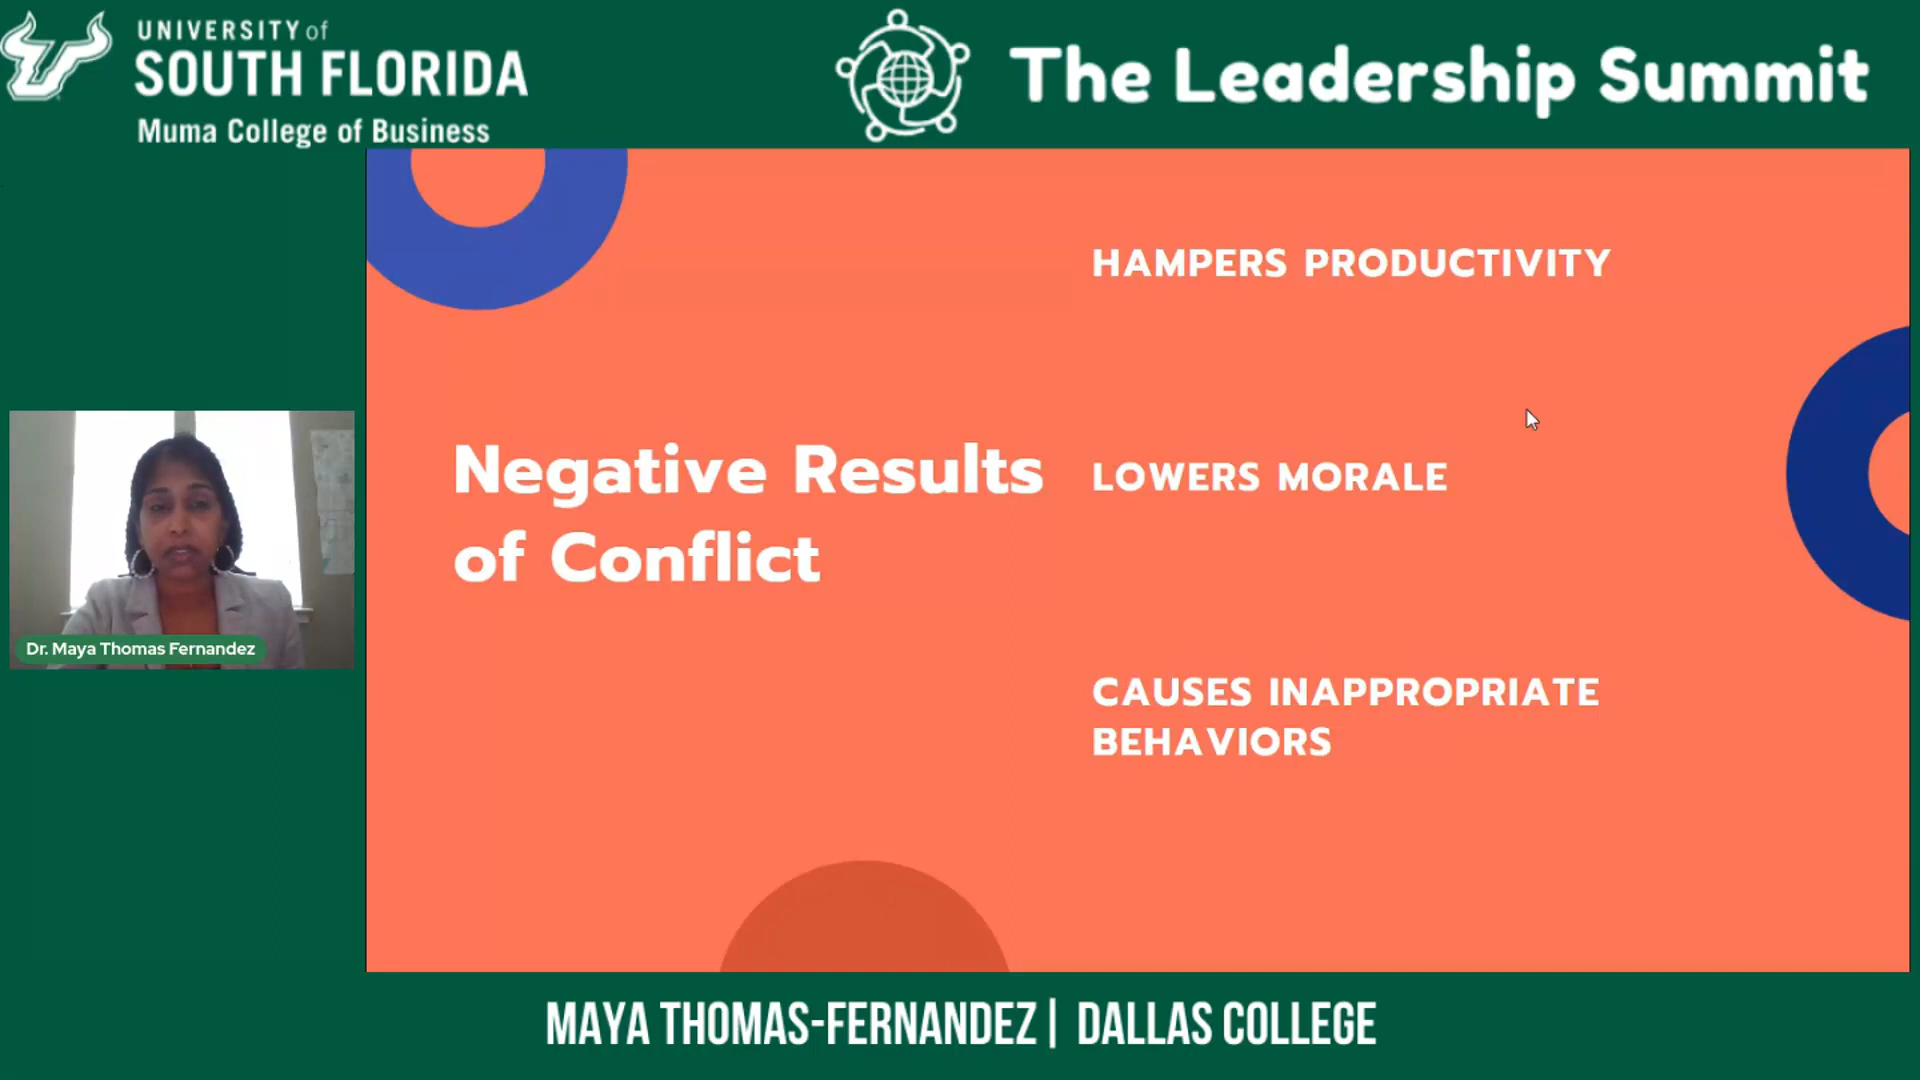 UNIVERSITY of
SOUTH FLORIDA
Muma College of Business
The Leadership Summit
HAMPERS PRODUCTIVITY
Negative Results
of Conflict
LOWERS MORALE
CAUSES INAPPROPRIATE
BEHAVIORS
Dr. Maya Thomas Fernandez
MAYA THOMAS-FERNANDEZ | DALLAS COLLEGE